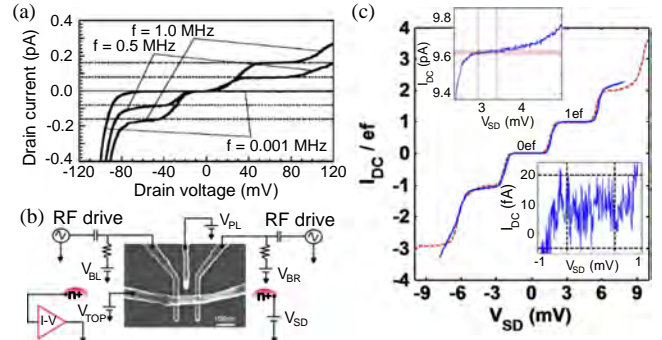 (a)
Drain current (pA)
0.4
0.2
0.0
-0.2
-0.4
f = 1.0 MHz
f = 0.5 MHz
f = 0.001 MHz
-120 -80 -40 0 40 80 120
Drain voltage (mV)
(b)
RF drive
V_PL
RF drive
V_BL
V_BR
n+
V_TOP
n+
I-V
100nm
V_SD
(c)
I_DC / ef
4
3
2
1
0
-1
-2
-3
-4
I_DC (pA)
9.8
9.6
9.4
3 4
V_SD (mV)
0ef
1ef
I_DC (fA)
20
10
0
-1 V_SD (mV) 1
-9 -6 -3 0 3 6 9
V_SD (mV)